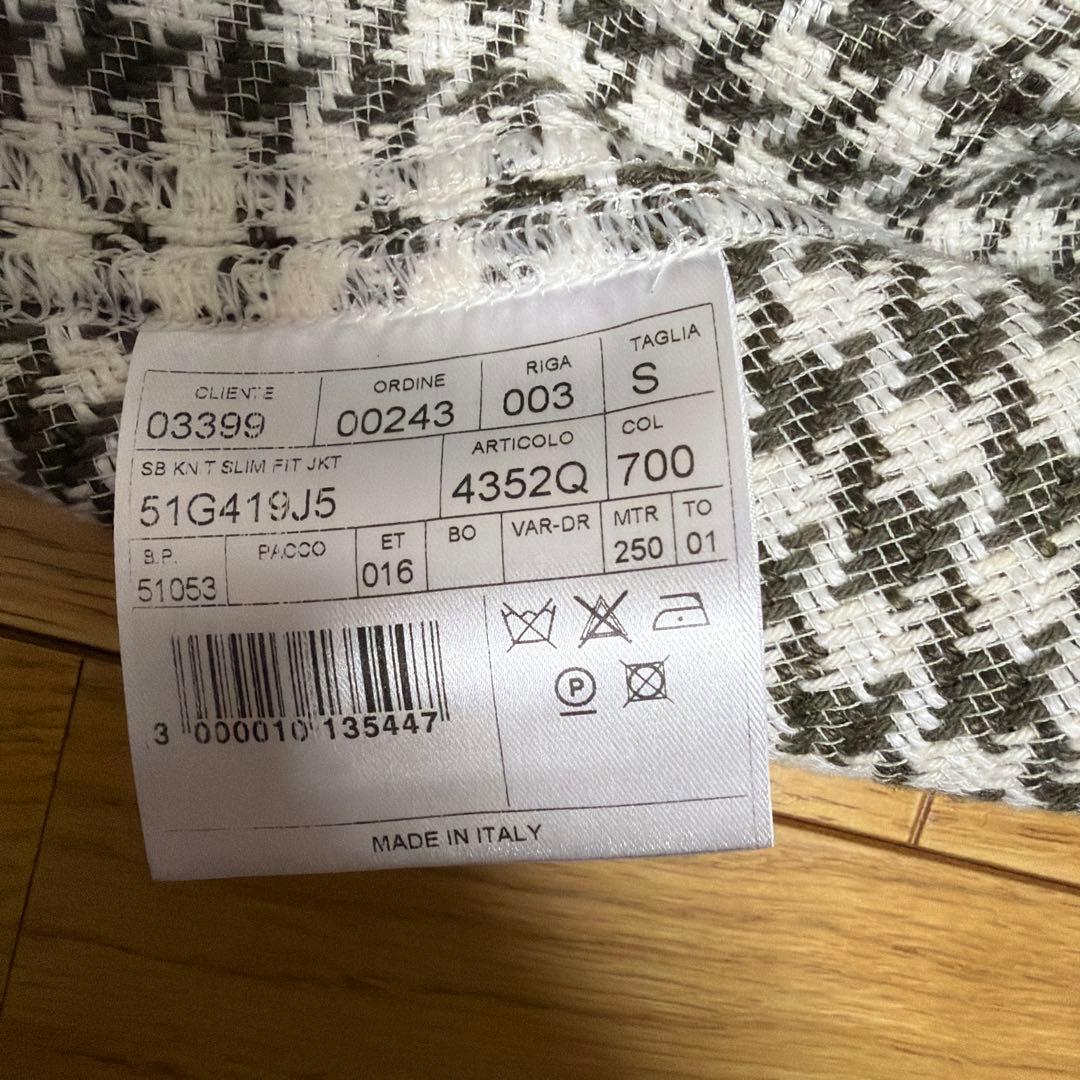 CLIENTE ORDINE RIGA TAGLIA
03399 00243 003 S
SB KNIT SLIM FIT JKT ARTICOLO COL
51G419J5 4352Q 700
B.P. PACCO ET BO VAR-DR MTR TO
51053 016 250 01
P
3 000010 135447
MADE IN ITALY